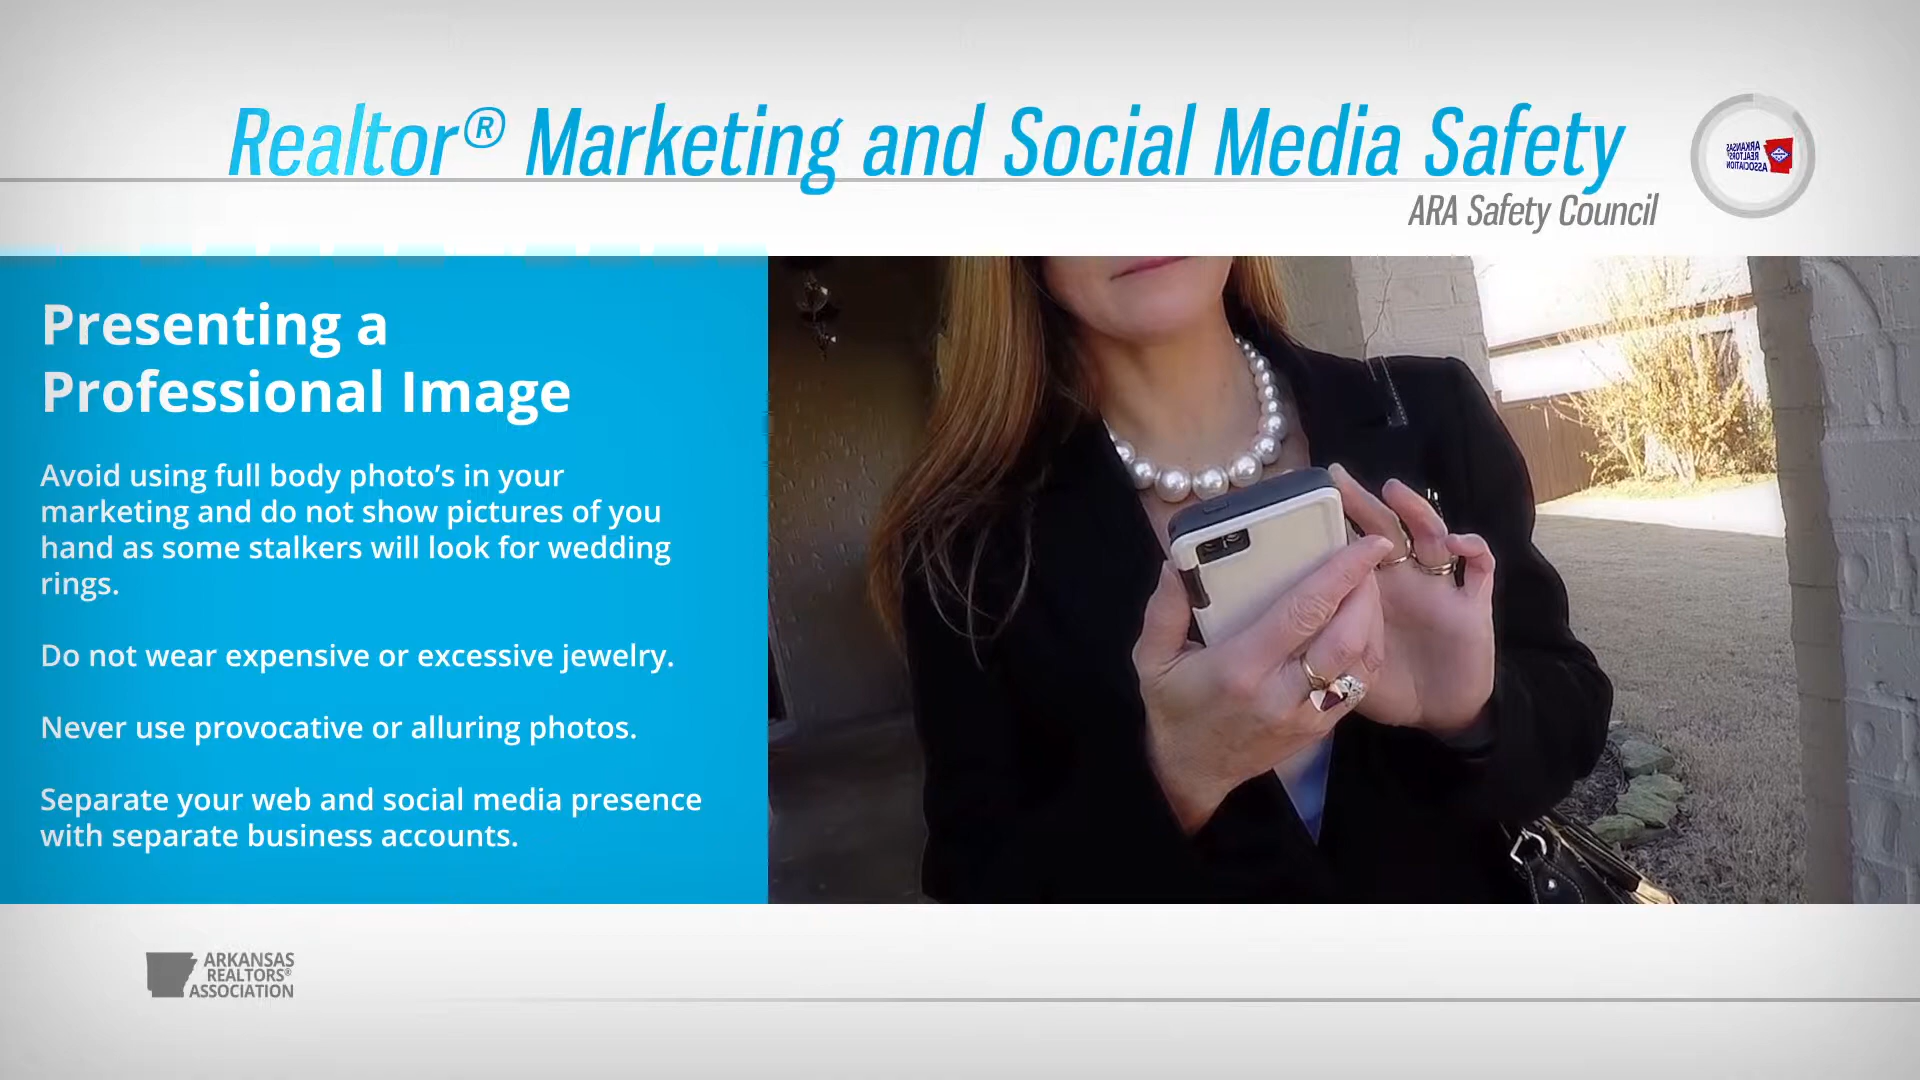 Realtor® Marketing and Social Media Safety
ARA Safety Council
ARKANSAS
REALTORS®
ASSOCIATION
Presenting a
Professional Image
Avoid using full body photo’s in your
marketing and do not show pictures of you
hand as some stalkers will look for wedding
rings.
Do not wear expensive or excessive jewelry.
Never use provocative or alluring photos.
Separate your web and social media presence
with separate business accounts.
ARKANSAS
REALTORS®
ASSOCIATION